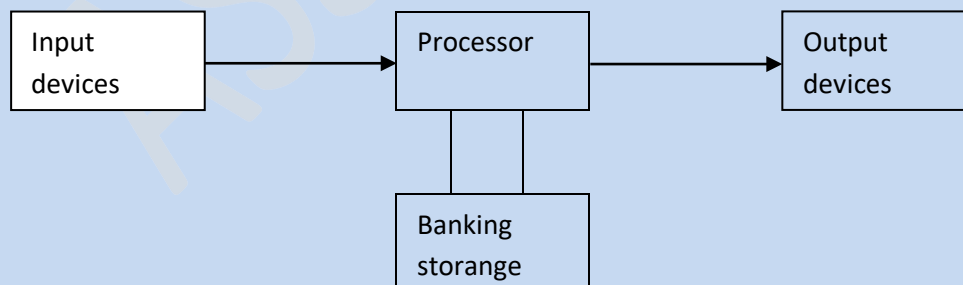 Input
devices
Processor
Output
devices
Banking
storange